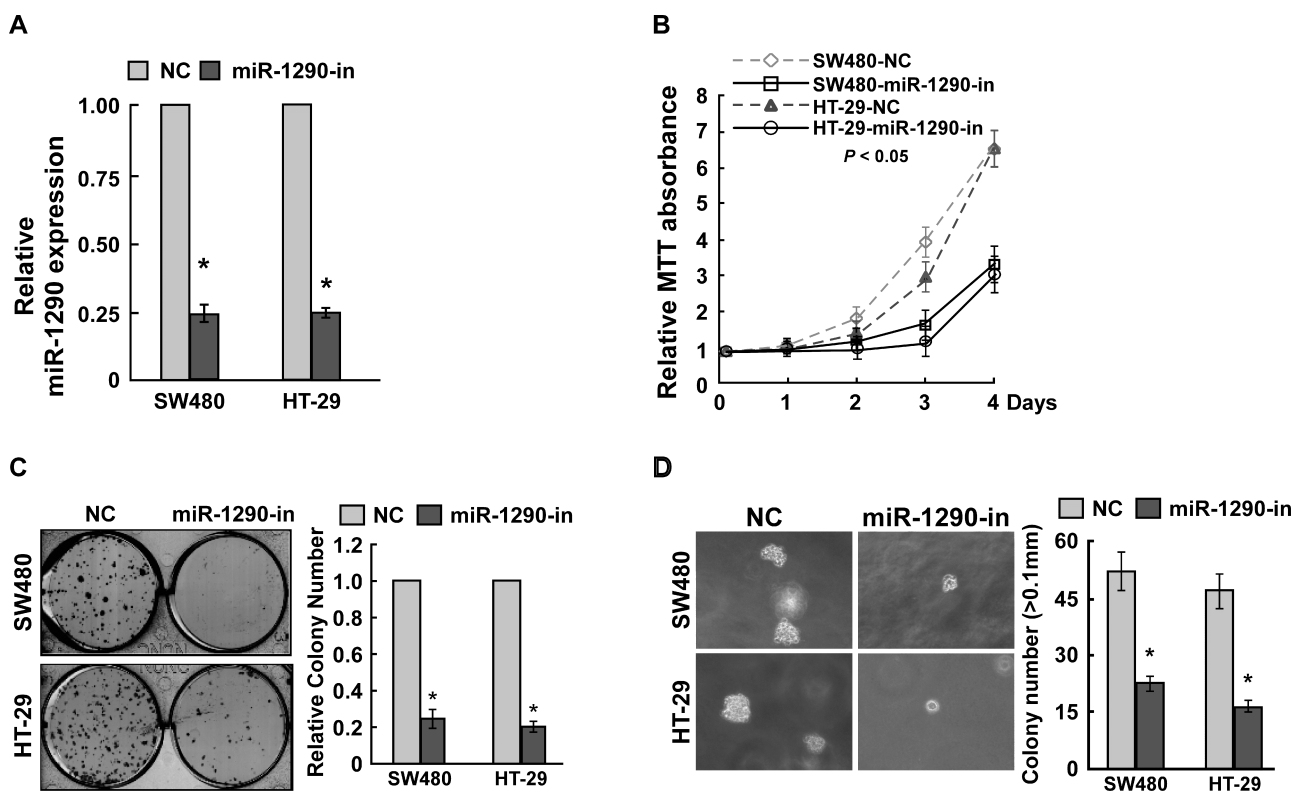 A
NC miR-1290-in
Relative
miR-1290 expression
1.00
0.75
0.50
0.25
0
*
*
SW480 HT-29
B
SW480-NC
SW480-miR-1290-in
HT-29-NC
HT-29-miR-1290-in
P < 0.05
Relative MTT absorbance
8
7
6
5
4
3
2
1
0
0 1 2 3 4 Days
C
NC miR-1290-in
SW480
HT-29
NC miR-1290-in
Relative Colony Number
1.2
1.0
0.8
0.6
0.4
0.2
0
*
*
SW480 HT-29
D
NC miR-1290-in
SW480
HT-29
NC miR-1290-in
Colony number (>0.1mm)
60
45
30
15
0
*
*
SW480 HT-29